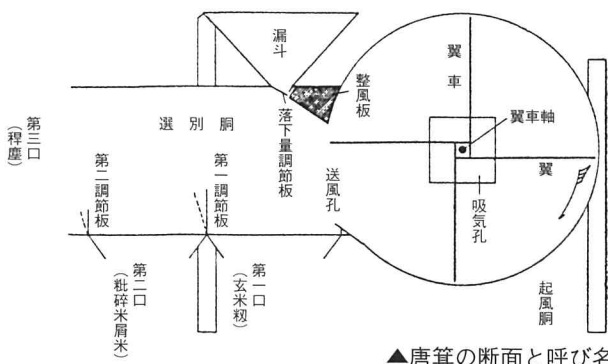 漏斗
整風板
翼車
翼車軸
落下量調節板
選別胴
第三口
(稈塵)
第二調節板
第一調節板
送風孔
翼
吸気孔
第二口
(粃砕米屑米)
第一口
(玄米籾)
起風胴
▲唐箕の断面と呼び名